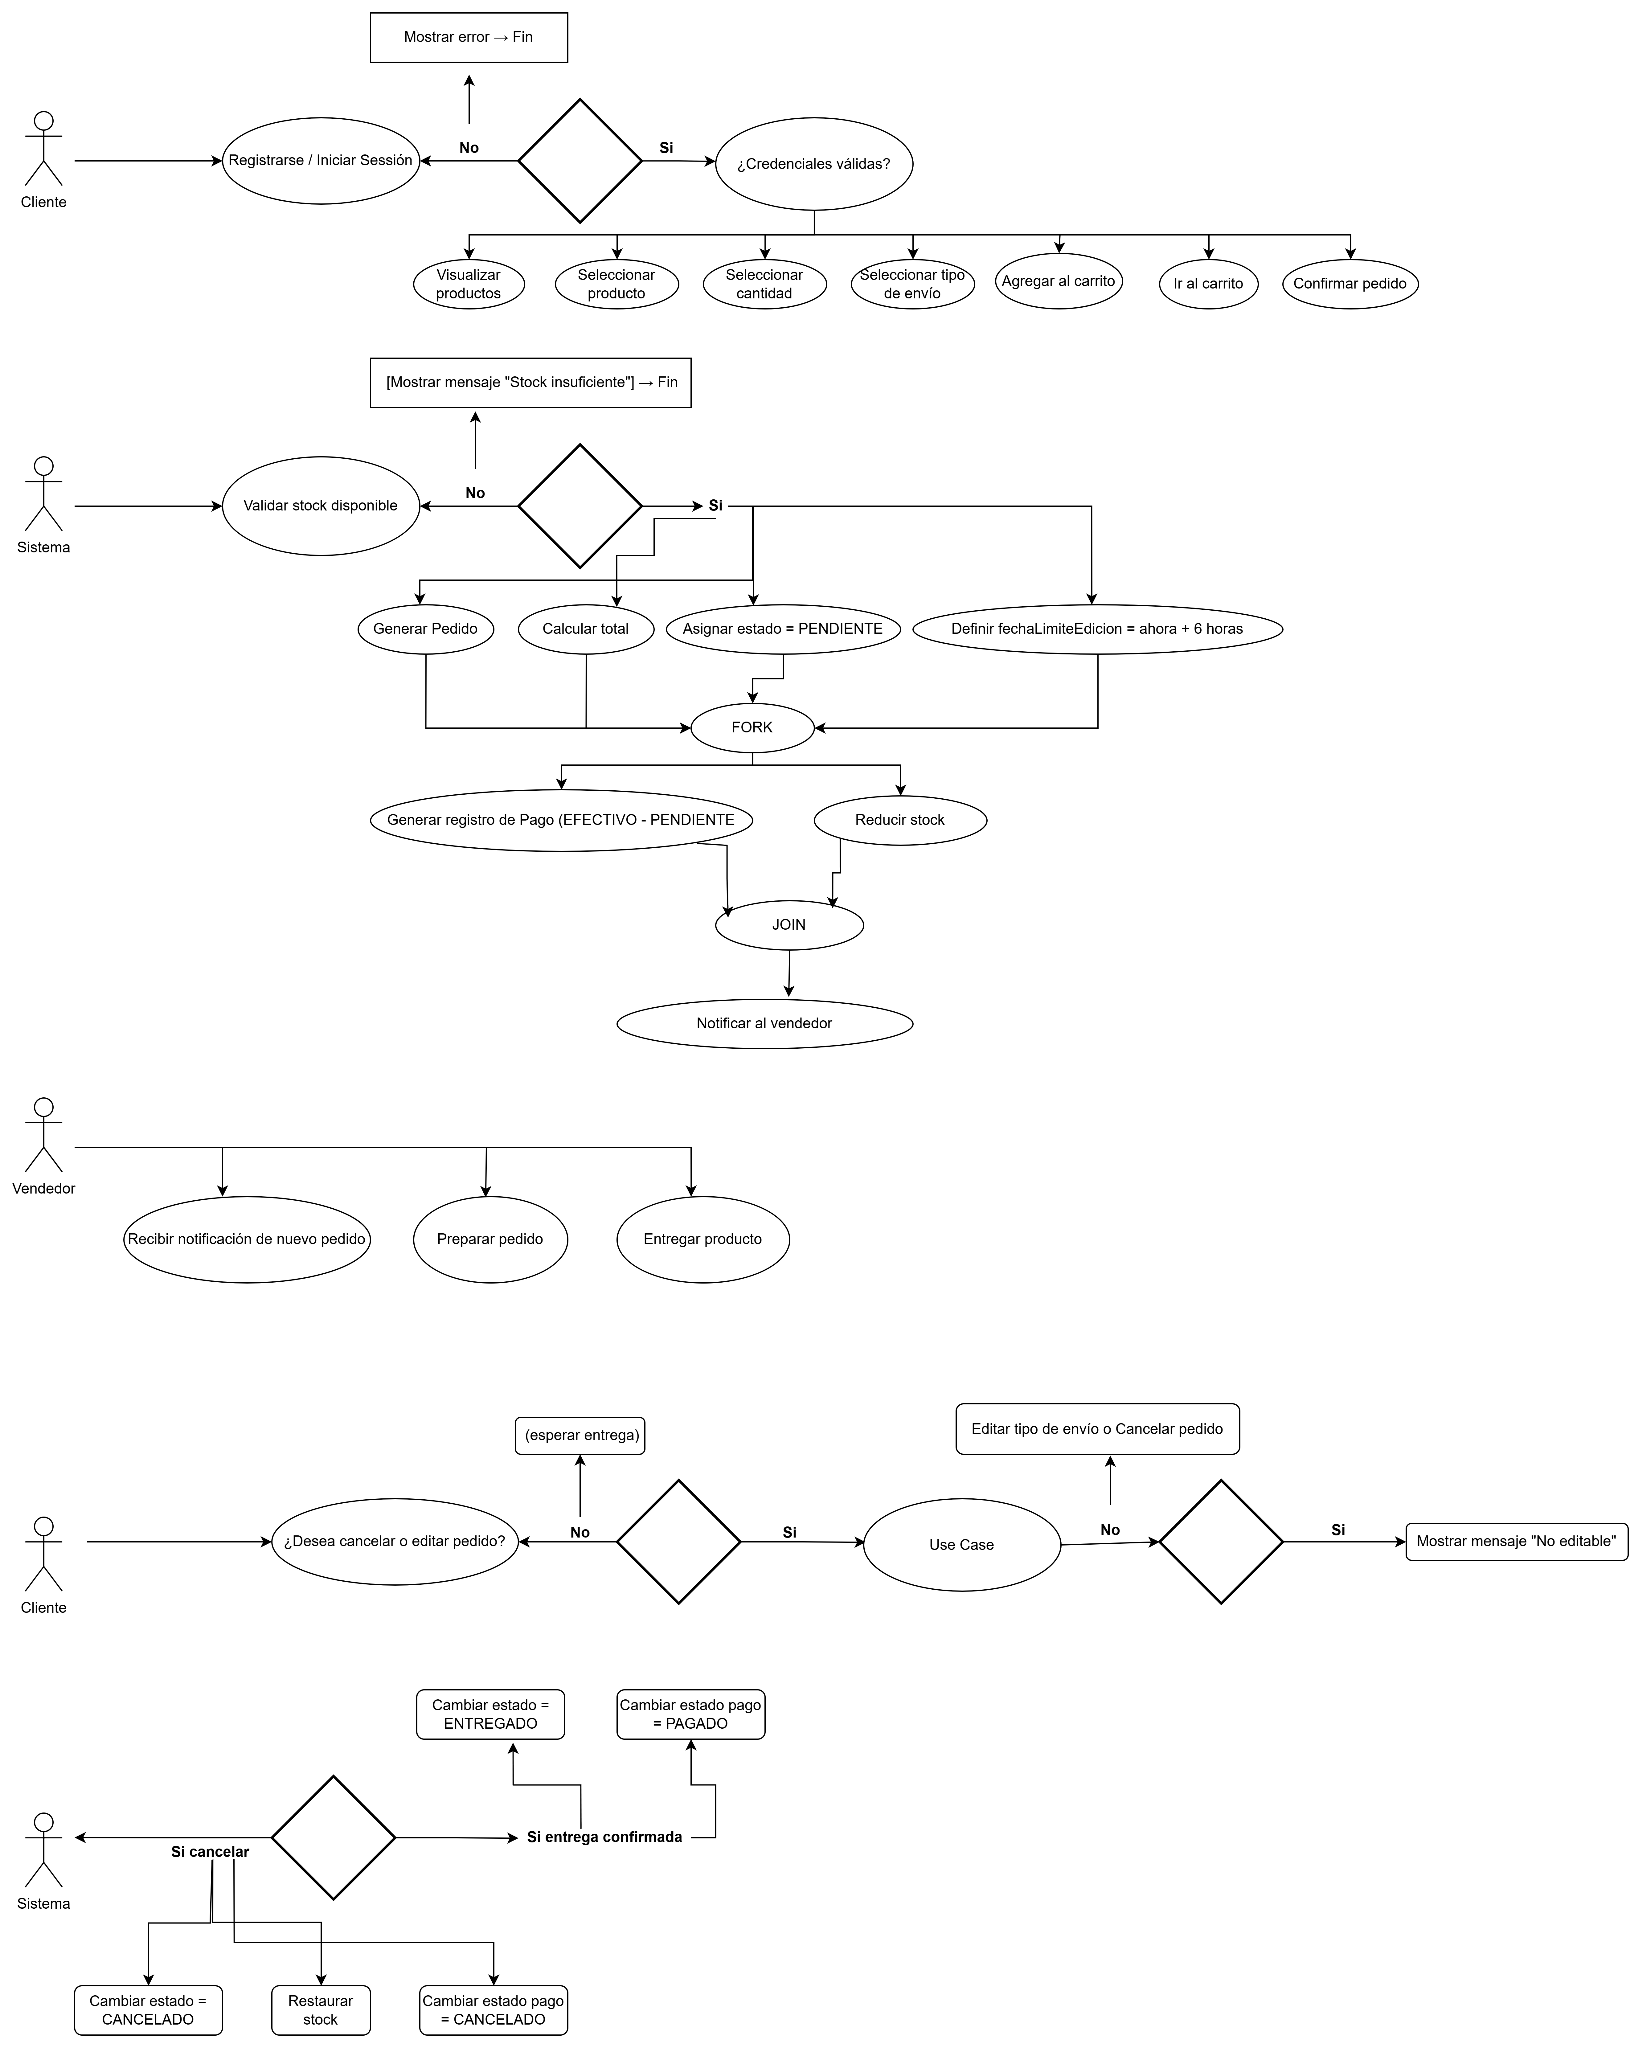 Mostrar error → Fin
Cliente
Registrarse / Iniciar Sessión
No
Si
¿Credenciales válidas?
Visualizar
productos
Seleccionar
producto
Seleccionar
cantidad
Seleccionar tipo
de envío
Agregar al carrito
Ir al carrito
Confirmar pedido
[Mostrar mensaje "Stock insuficiente"] → Fin
Sistema
Validar stock disponible
No
Si
Generar Pedido
Calcular total
Asignar estado = PENDIENTE
Definir fechaLimiteEdicion = ahora + 6 horas
FORK
Generar registro de Pago (EFECTIVO - PENDIENTE
Reducir stock
JOIN
Notificar al vendedor
Vendedor
Recibir notificación de nuevo pedido
Preparar pedido
Entregar producto
(esperar entrega)
Editar tipo de envío o Cancelar pedido
Cliente
¿Desea cancelar o editar pedido?
No
Si
Use Case
No
Si
Mostrar mensaje "No editable"
Cambiar estado =
ENTREGADO
Cambiar estado pago
= PAGADO
Sistema
Si cancelar
Si entrega confirmada
Cambiar estado =
CANCELADO
Restaurar
stock
Cambiar estado pago
= CANCELADO